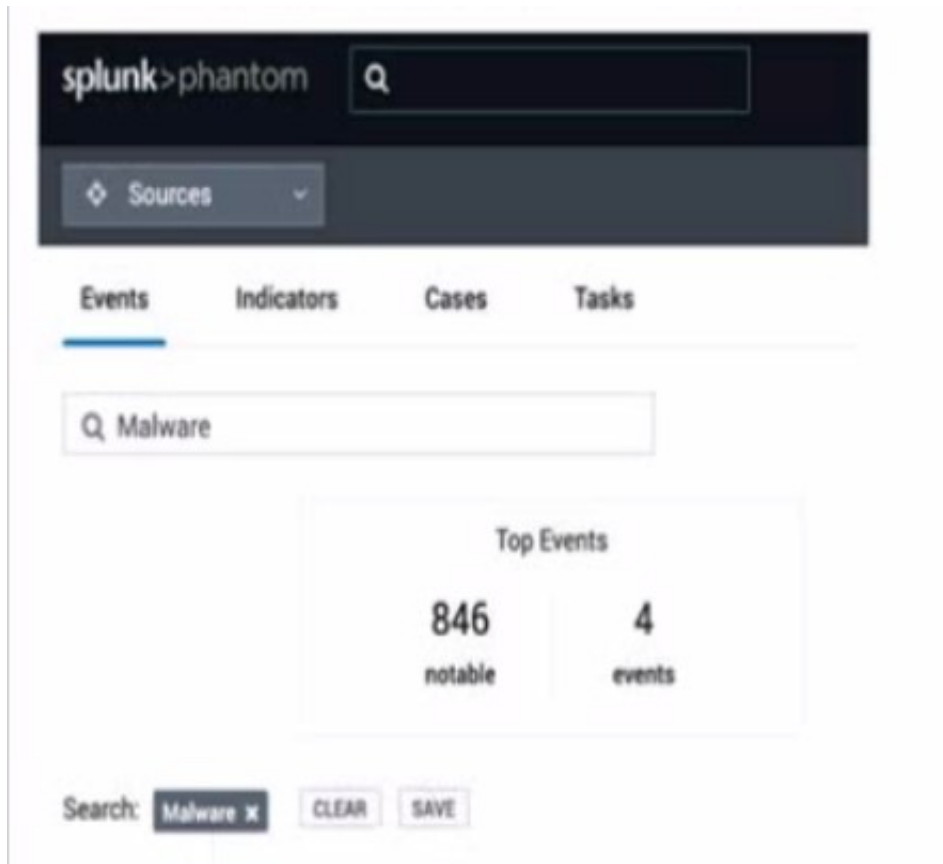 splunk>phantom
Sources
Events Indicators Cases Tasks
Malware
Top Events
846 4
notable events
Search: Malware x CLEAR SAVE